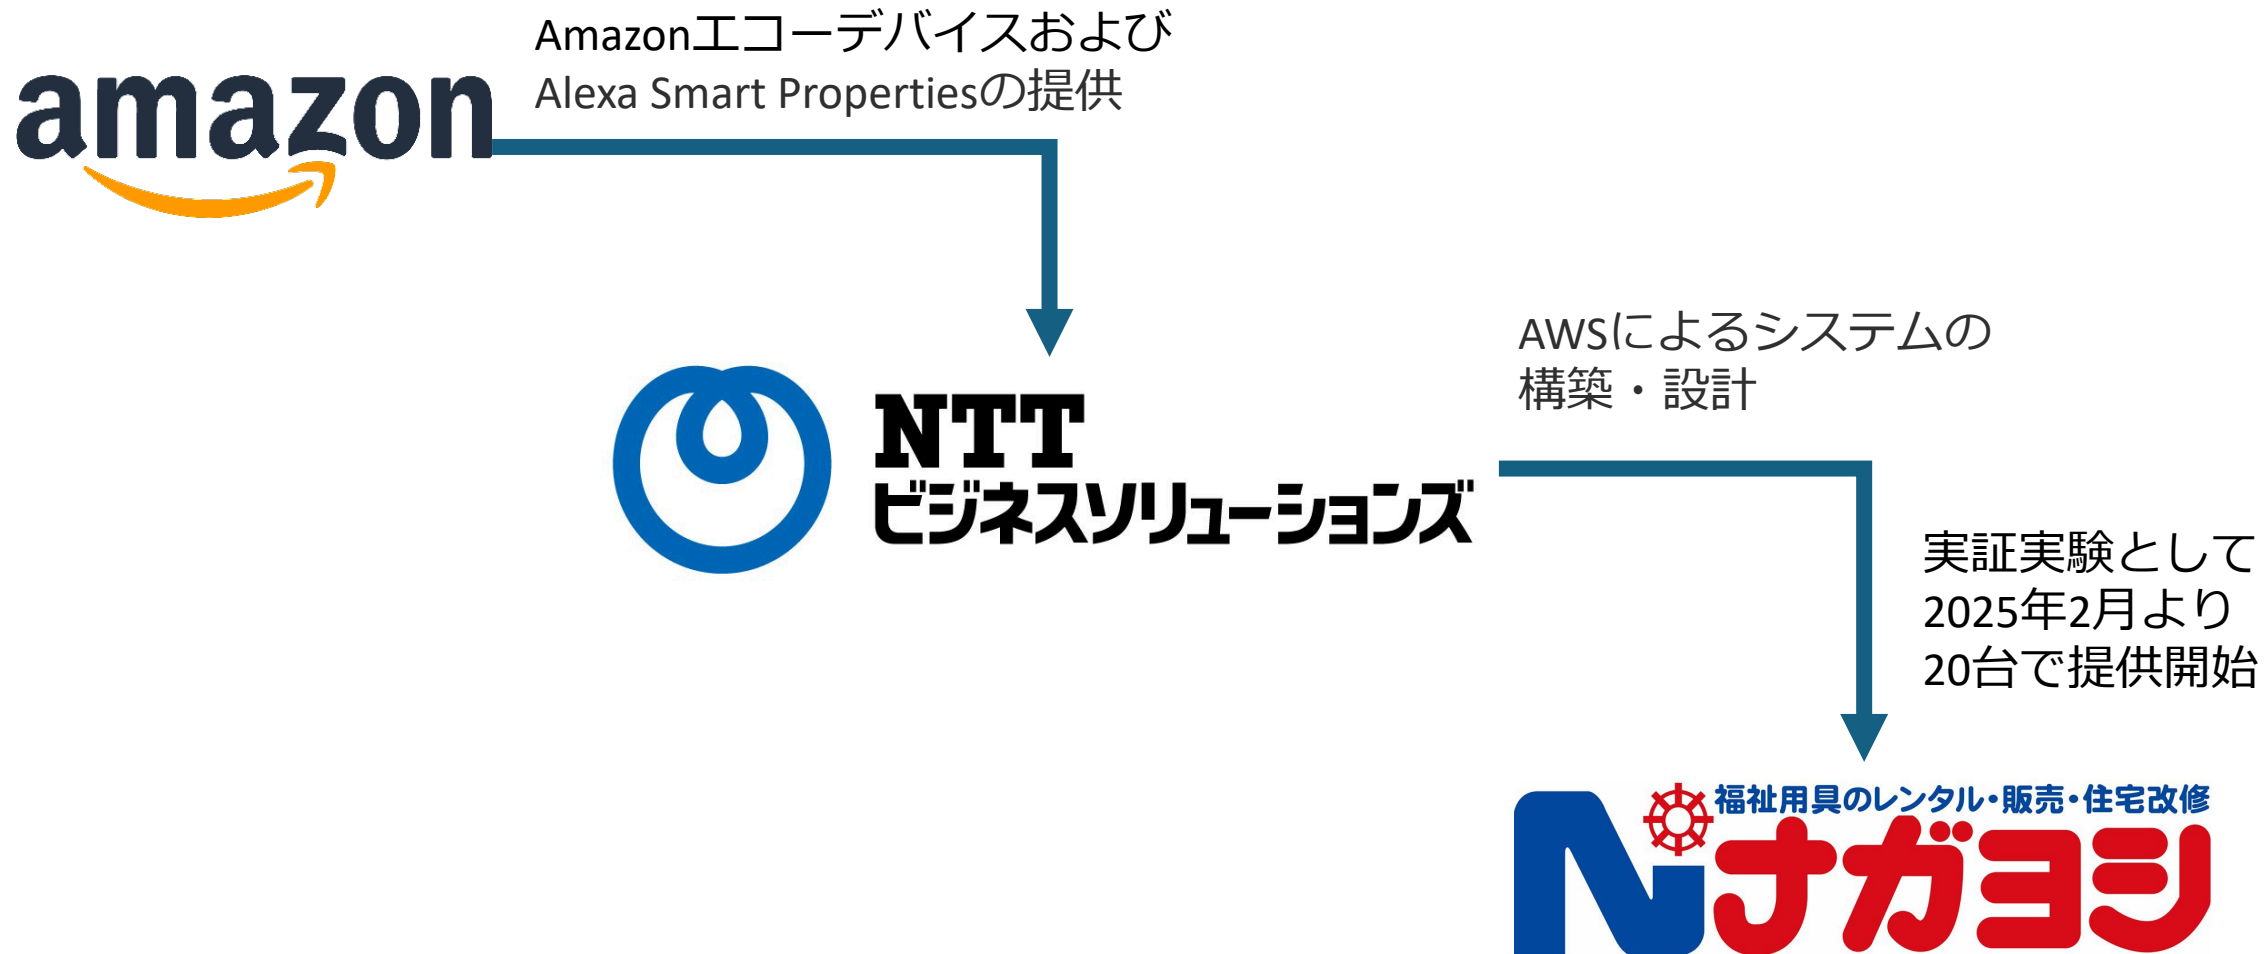 Amazonエコーデバイスおよび
Alexa Smart Propertiesの提供
amazon
AWSによるシステムの
構築・設計
NTT
ビジネスソリューションズ
実証実験として
2025年2月より
20台で提供開始
福祉用具のレンタル・販売・住宅改修
N ナガヨシ